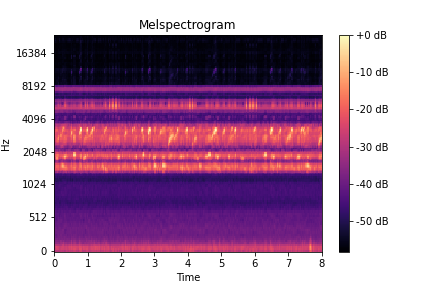 Melspectrogram
+0 dB
16384
-10 dB
8192
-20 dB
4096
Hz
-30 dB
2048
1024
-40 dB
512
-50 dB
0
0 1 2 3 4 5 6 7 8
Time